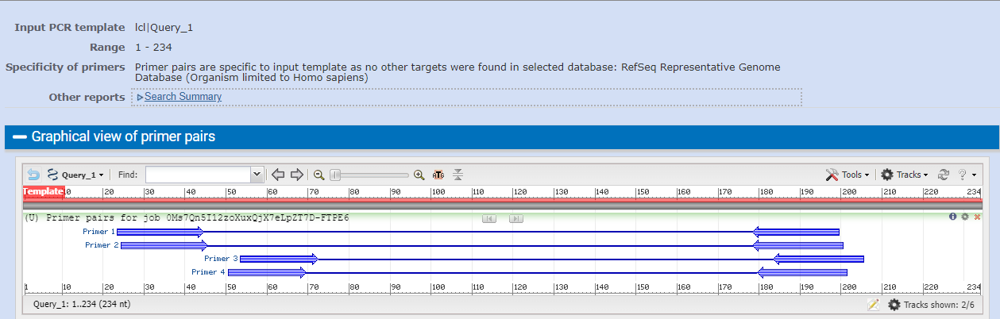 Input PCR template lcl|Query_1
Range 1 - 234
Specificity of primers Primer pairs are specific to input template as no other targets were found in selected database: RefSeq Representative Genome
Database (Organism limited to Homo sapiens)
Other reports Search Summary
Graphical view of primer pairs
Query_1 Find: ATG Tools Tracks ?
Template 10 20 30 40 50 60 70 80 90 100 110 120 130 140 150 160 170 180 190 200 210 220 234
(U) Primer pairs for job 0Ms7Qn5I12zoXuxQjX7eLpZT7D-FTPE6
Primer 1
Primer 2
Primer 3
Primer 4
1 10 20 30 40 50 60 70 80 90 100 110 120 130 140 150 160 170 180 190 200 210 220 234
Query_1: 1..234 (234 nt) Tracks shown: 2/6